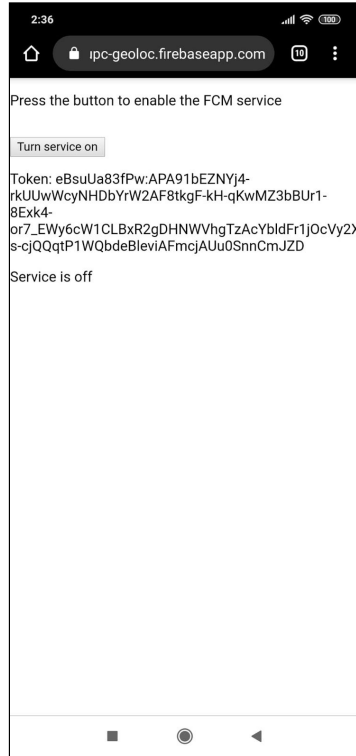 2:36
100
ıpc-geoloc.firebaseapp.com
10
Press the button to enable the FCM service
Turn service on
Token: eBsuUa83fPw:APA91bEZNYj4-
rkUUwWcyNHDbYrW2AF8tkgF-kH-qKwMZ3bBUr1-
8Exk4-
or7_EWy6cW1CLBxR2gDHNWVhgTzAcYbldFr1jOcVy2X
s-cjQQqtP1WQbdeBleviAFmcjAUu0SnnCmJZD
Service is off